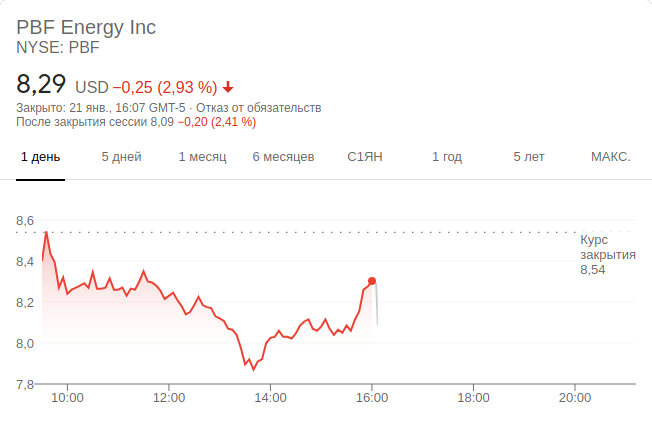 PBF Energy Inc
NYSE: PBF
8,29 USD −0,25 (2,93 %)
Закрыто: 21 янв., 16:07 GMT-5 · Отказ от обязательств
После закрытия сессии 8,09 −0,20 (2,41 %)
1 день 5 дней 1 месяц 6 месяцев С1ЯН 1 год 5 лет МАКС.
8,6
Курс
закрытия
8,54
8,4
8,2
8,0
7,8
10:00 12:00 14:00 16:00 18:00 20:00